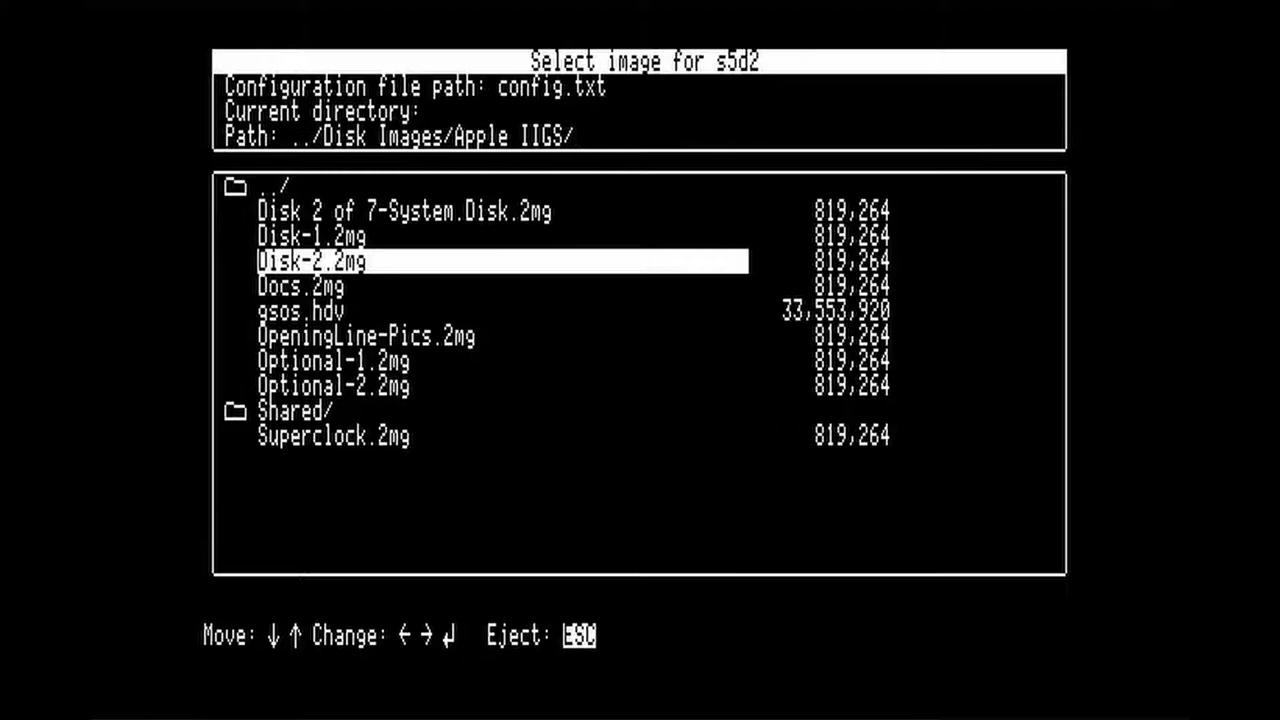 Select image for s5d2
Configuration file path: config.txt
Current directory:
Path: ../Disk Images/Apple IIGS/
../
Disk 2 of 7-System.Disk.2mg 819,264
Disk-1.2mg 819,264
Disk-2.2mg 819,264
Docs.2mg 819,264
gsos.hdv 33,553,920
OpeningLine-Pics.2mg 819,264
Optional-1.2mg 819,264
Optional-2.2mg 819,264
Shared/
Superclock.2mg 819,264
Move: ↓ ↑ Change: ← → ↲ Eject: ESC